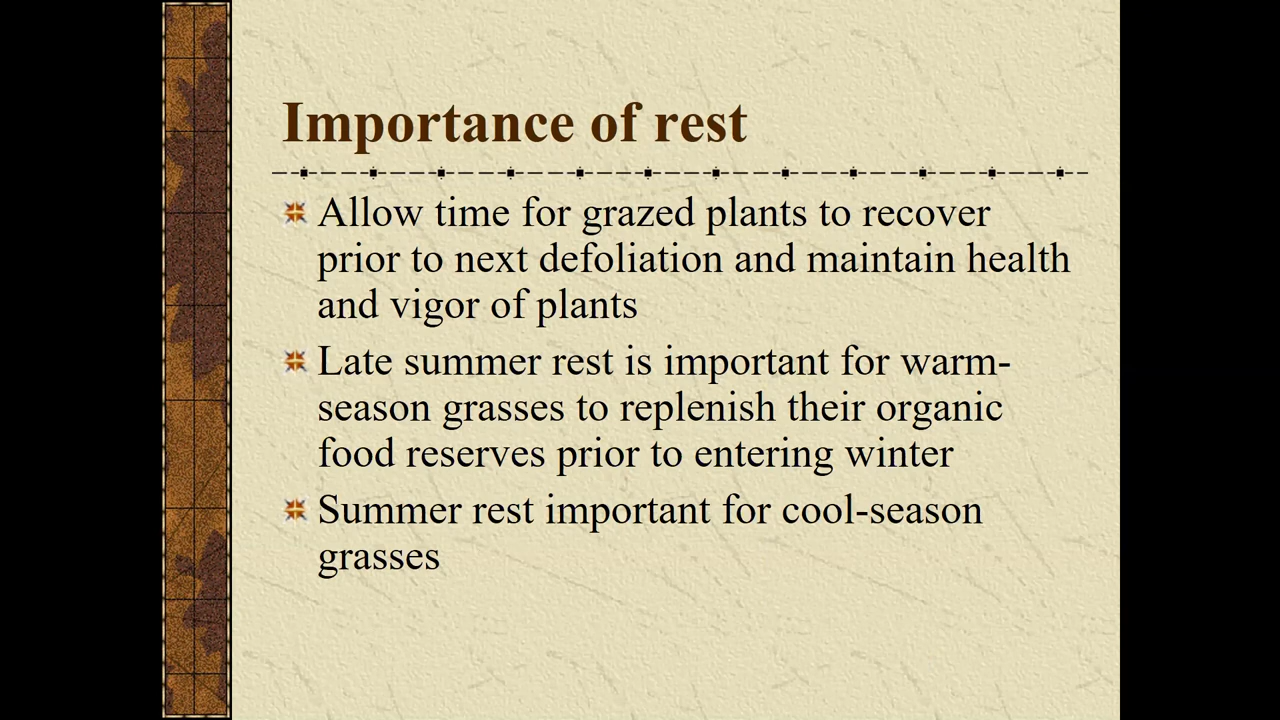 Importance of rest
Allow time for grazed plants to recover
prior to next defoliation and maintain health
and vigor of plants
Late summer rest is important for warm-
season grasses to replenish their organic
food reserves prior to entering winter
Summer rest important for cool-season
grasses